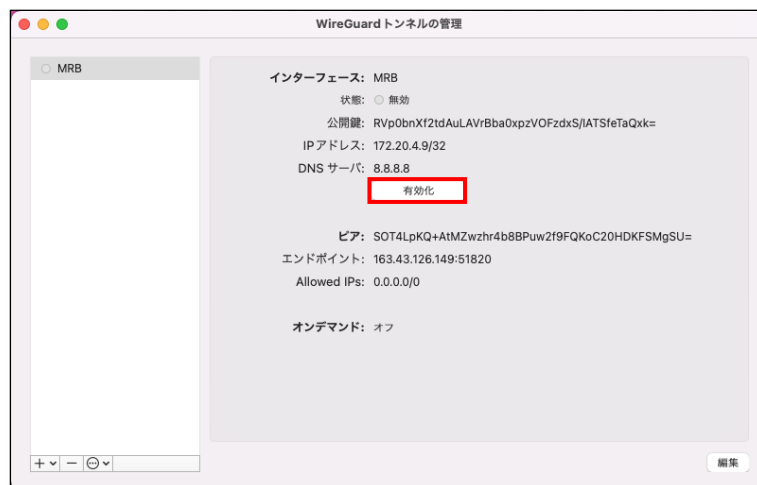 WireGuard トンネルの管理
MRB
インターフェース: MRB
状態: 無効
公開鍵: RVp0bnXf2tdAuLAVrBba0xpzVOFzdxS/IATSfeTaQxk=
IPアドレス: 172.20.4.9/32
DNS サーバ: 8.8.8.8
有効化
ピア: SOT4LpKQ+AtMZwzhr4b8BPuw2f9FQKoC20HDKFSMgSU=
エンドポイント: 163.43.126.149:51820
Allowed IPs: 0.0.0.0/0
オンデマンド: オフ
編集